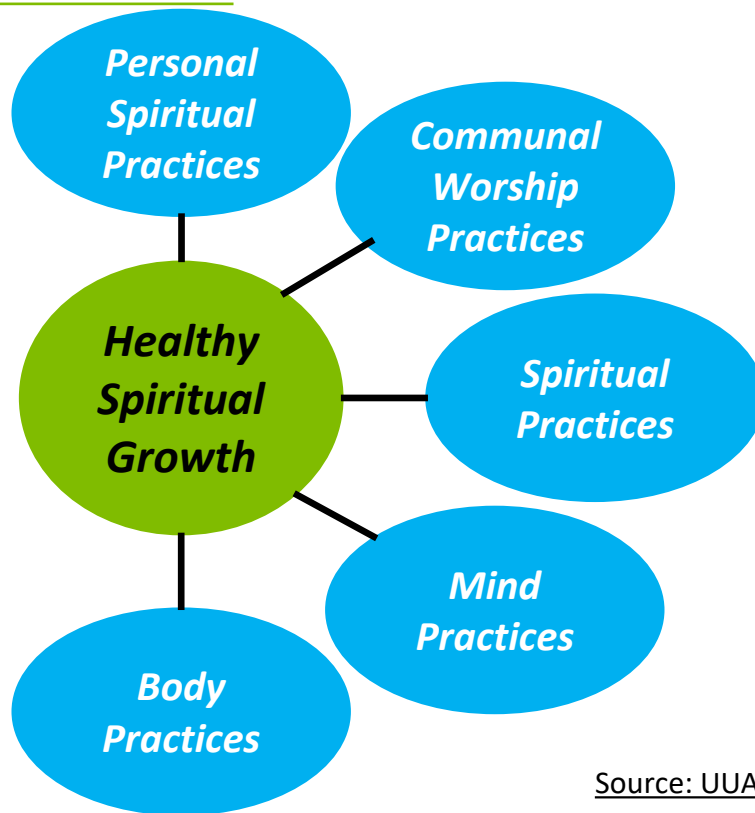 Personal
Spiritual
Practices
Communal
Worship
Practices
Healthy
Spiritual
Growth
Spiritual
Practices
Mind
Practices
Body
Practices
Source: UUA